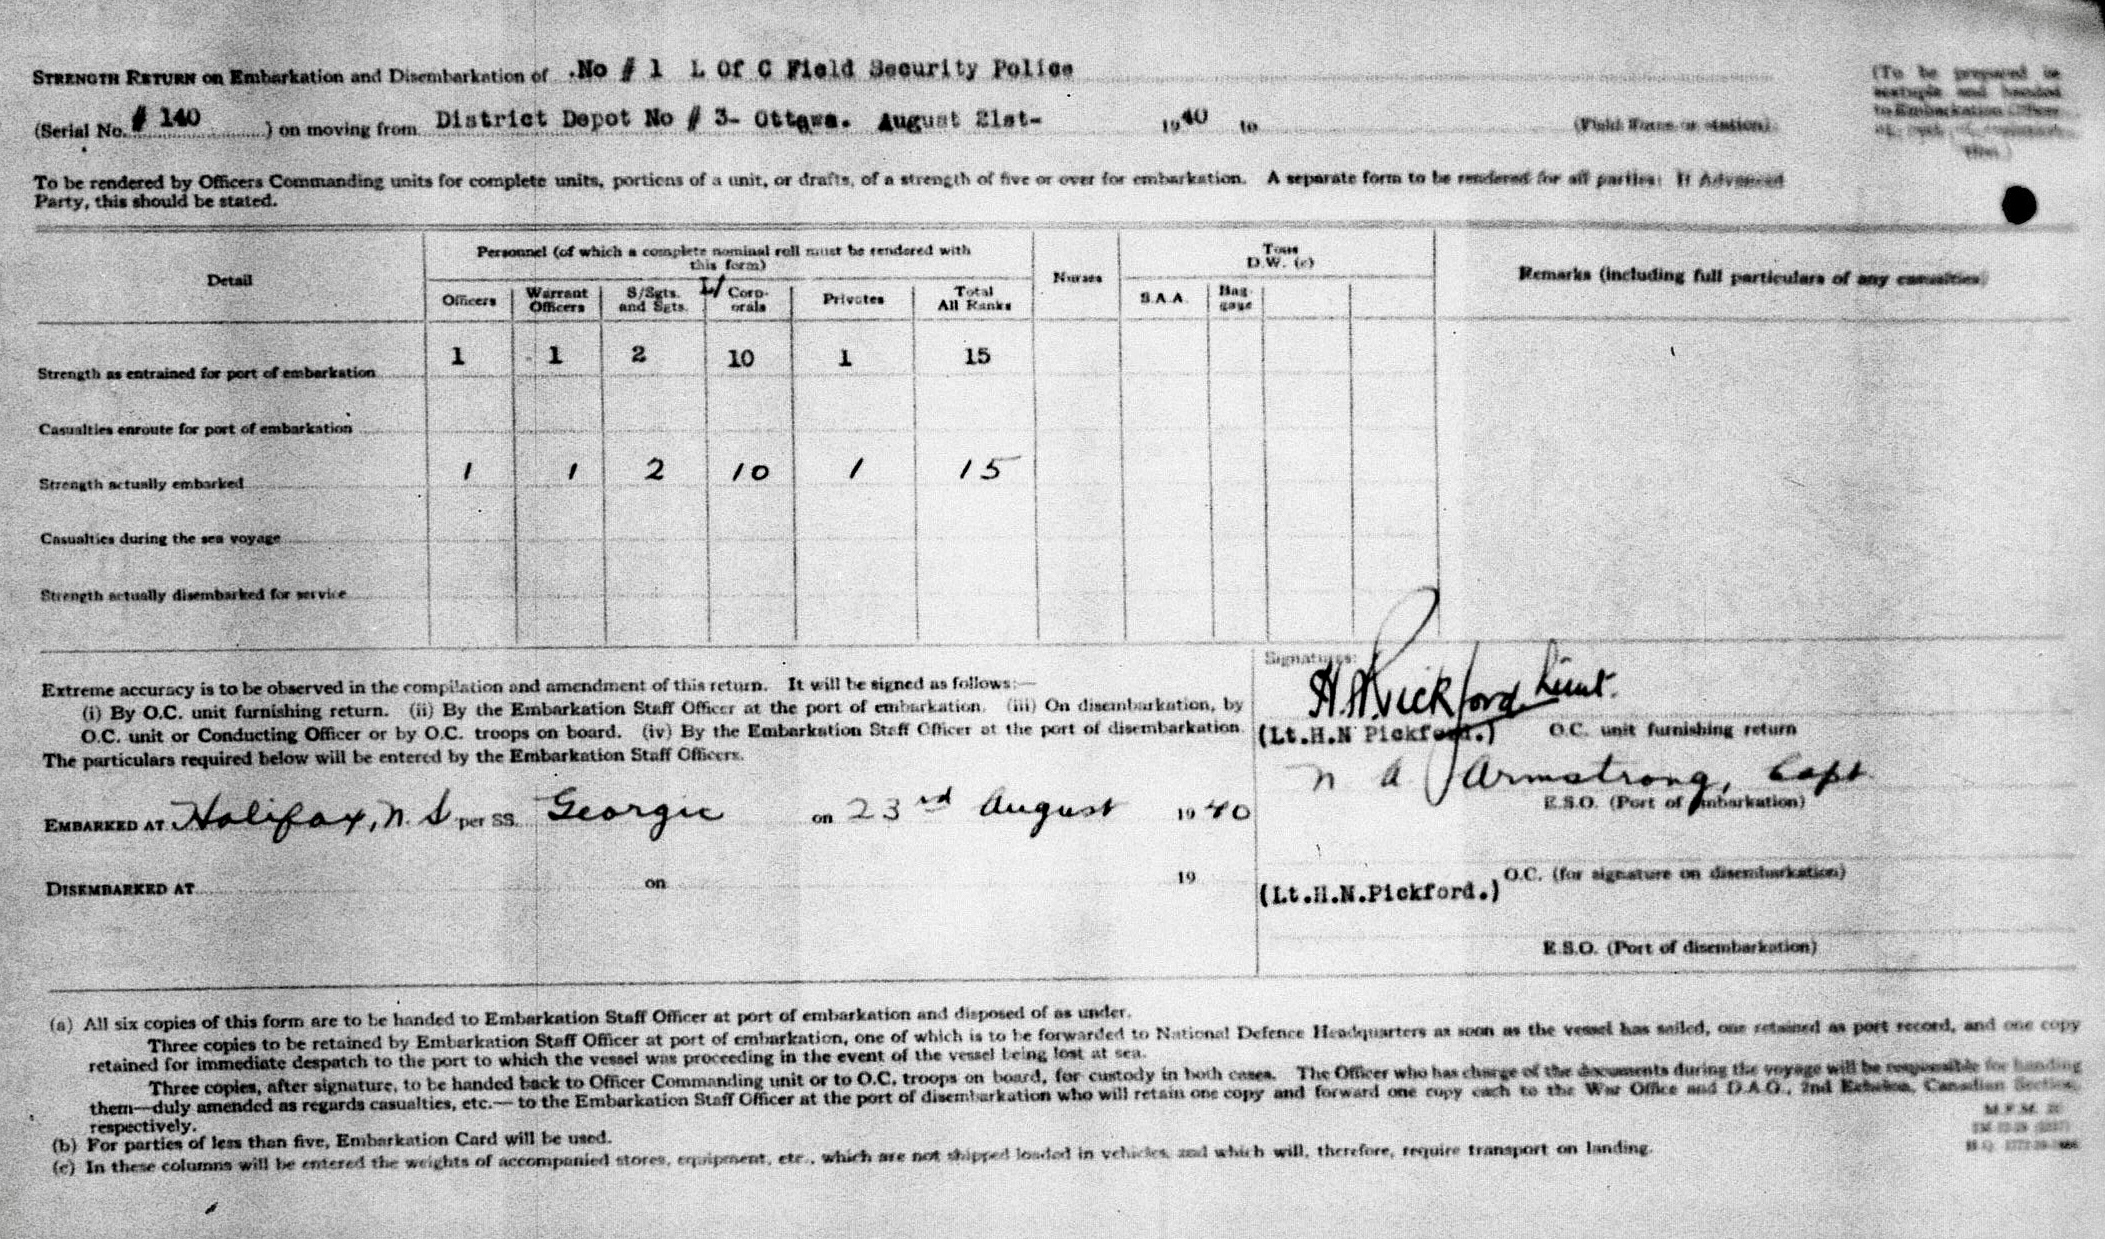 STRENGTH RETURN on Embarkation and Disembarkation of .No # 1 L Of C Field Security Police
(Serial No. # 140 ) on moving from District Depot No # 3- Ottawa. August 21st- 1940 to (Field Force or station)
(To be prepared in
sextuple and handed
to Embarkation Officer
To be rendered by Officers Commanding units for complete units, portions of a unit, or drafts, of a strength of five or over for embarkation. A separate form to be rendered for all parties: If Advanced
Party, this should be stated.
Detail
Personnel (of which a complete nominal roll must be rendered with
this form)
Officers
Warrant
Officers
S/Sgts.
and Sgts.
L/ Corp-
orals
Privates
Total
All Ranks
Nurses
Tons
D.W. (c)
S.A.A.
Bag-
gage
Remarks (including full particulars of any casualties)
Strength as entrained for port of embarkation 1 1 2 10 1 15
Casualties enroute for port of embarkation
Strength actually embarked 1 1 2 10 1 15
Casualties during the sea voyage
Strength actually disembarked for service
Extreme accuracy is to be observed in the compilation and amendment of this return. It will be signed as follows:—
(i) By O.C. unit furnishing return. (ii) By the Embarkation Staff Officer at the port of embarkation. (iii) On disembarkation, by
O.C. unit or Conducting Officer or by O.C. troops on board. (iv) By the Embarkation Staff Officer at the port of disembarkation.
The particulars required below will be entered by the Embarkation Staff Officers.
EMBARKED AT Halifax, N.S per SS. Georgic on 23rd August 1940
DISEMBARKED AT on 19
Signatures:
H.N.Pickford Lieut.
(Lt.H.N Pickford.) O.C. unit furnishing return
N A Armstrong, Capt
E.S.O. (Port of embarkation)
O.C. (for signature on disembarkation)
(Lt.H.N.Pickford.)
E.S.O. (Port of disembarkation)
(a) All six copies of this form are to be handed to Embarkation Staff Officer at port of embarkation and disposed of as under.
Three copies to be retained by Embarkation Staff Officer at port of embarkation, one of which is to be forwarded to National Defence Headquarters as soon as the vessel has sailed, one retained as port record, and one copy
retained for immediate despatch to the port to which the vessel was proceeding in the event of the vessel being lost at sea.
Three copies, after signature, to be handed back to Officer Commanding unit or to O.C. troops on board, for custody in both cases. The Officer who has charge of the documents during the voyage will be responsible for handing
them—duly amended as regards casualties, etc.—to the Embarkation Staff Officer at the port of disembarkation who will retain one copy and forward one copy each to the War Office and D.A.G., 2nd Echelon, Canadian Section,
respectively.
(b) For parties of less than five, Embarkation Card will be used.
(c) In these columns will be entered the weights of accompanied stores, equipment, etc., which are not shipped loaded in vehicles, and which will, therefore, require transport on landing.